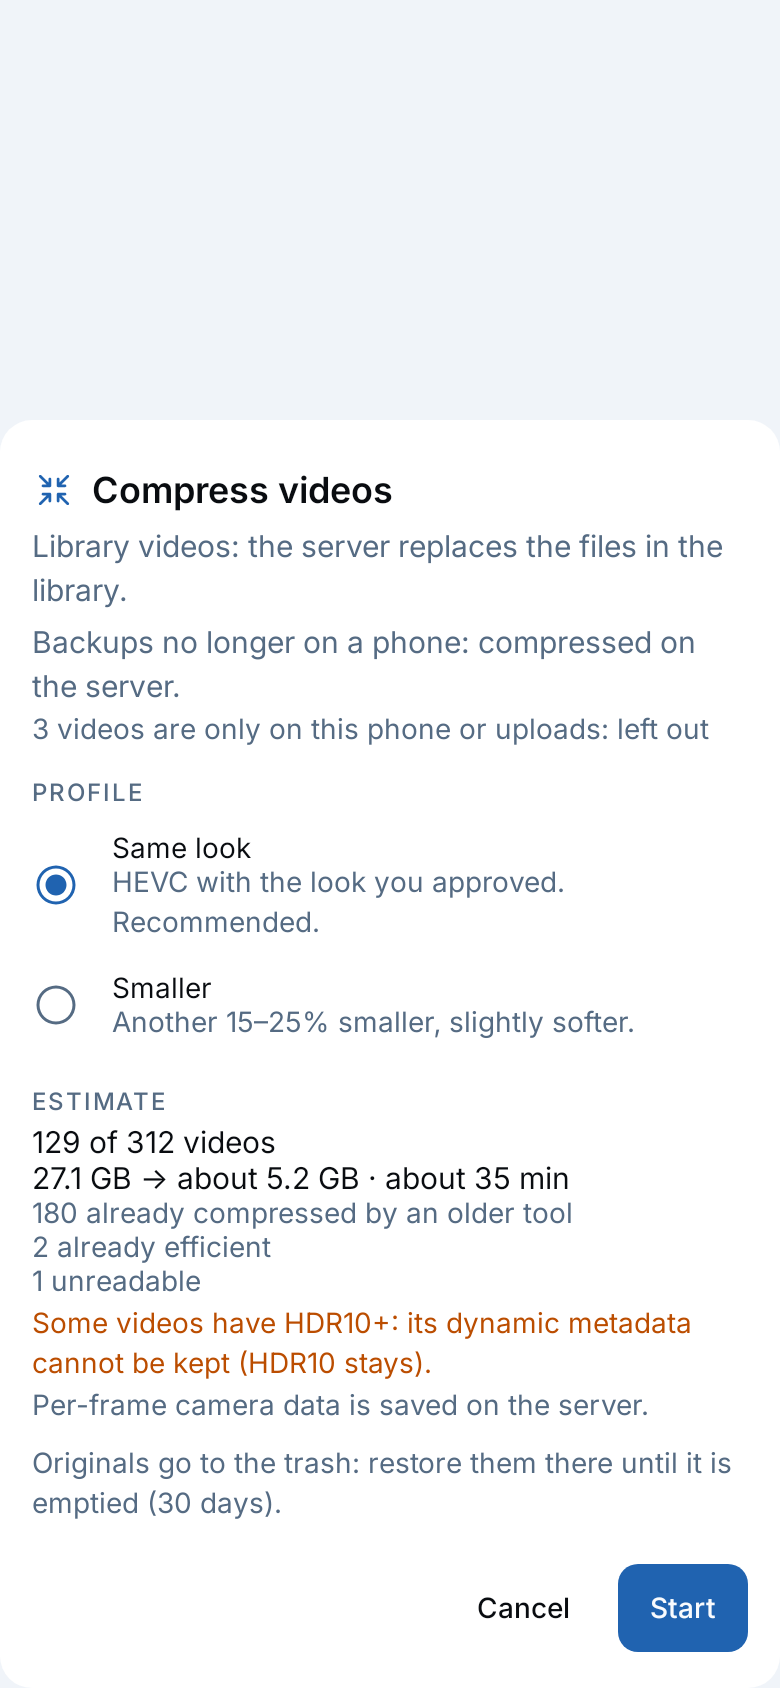 Compress videos
Library videos: the server replaces the files in the
library.
Backups no longer on a phone: compressed on
the server.
3 videos are only on this phone or uploads: left out
PROFILE
Same look
HEVC with the look you approved.
Recommended.
Smaller
Another 15–25% smaller, slightly softer.
ESTIMATE
129 of 312 videos
27.1 GB → about 5.2 GB · about 35 min
180 already compressed by an older tool
2 already efficient
1 unreadable
Some videos have HDR10+: its dynamic metadata
cannot be kept (HDR10 stays).
Per-frame camera data is saved on the server.
Originals go to the trash: restore them there until it is
emptied (30 days).
Cancel
Start